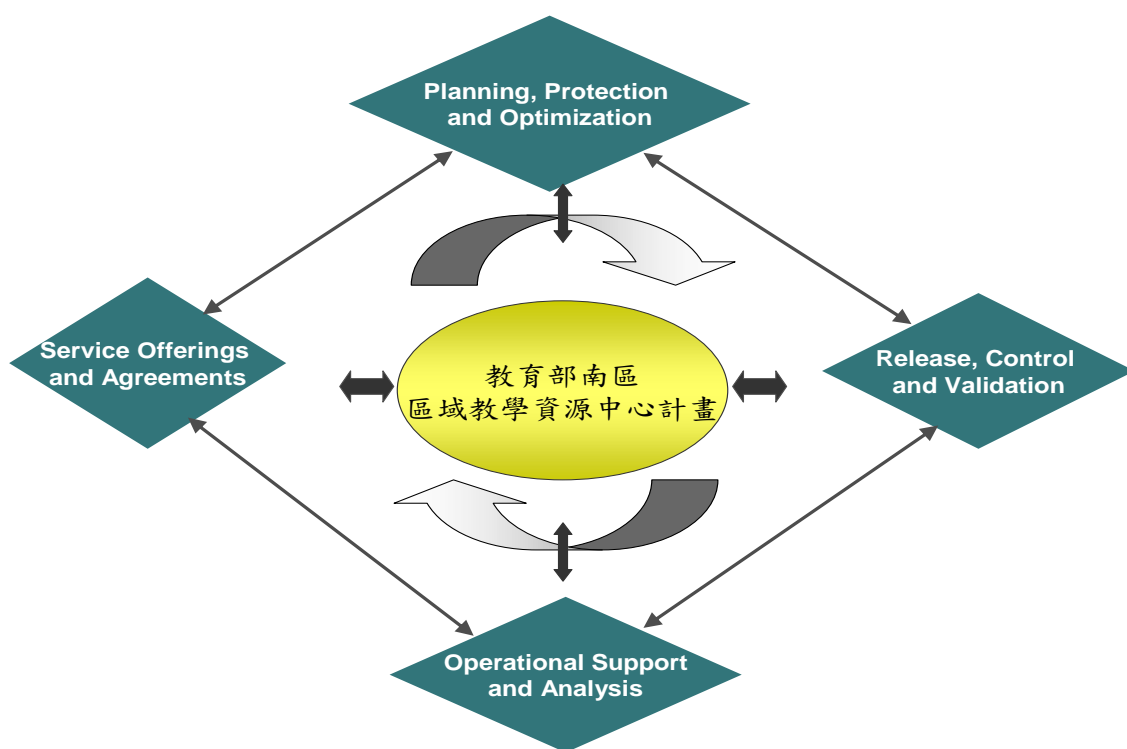 Planning, Protection
and Optimization
Service Offerings
and Agreements
教育部南區
區域教學資源中心計畫
Release, Control
and Validation
Operational Support
and Analysis